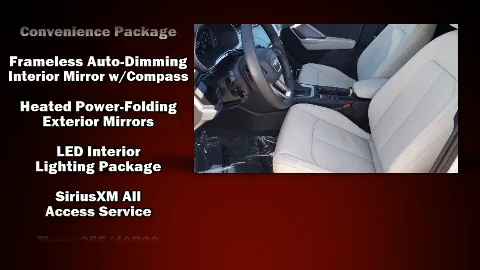 Convenience Package
Frameless Auto-Dimming
Interior Mirror w/Compass
Heated Power-Folding
Exterior Mirrors
LED Interior
Lighting Package
SiriusXM All
Access Service